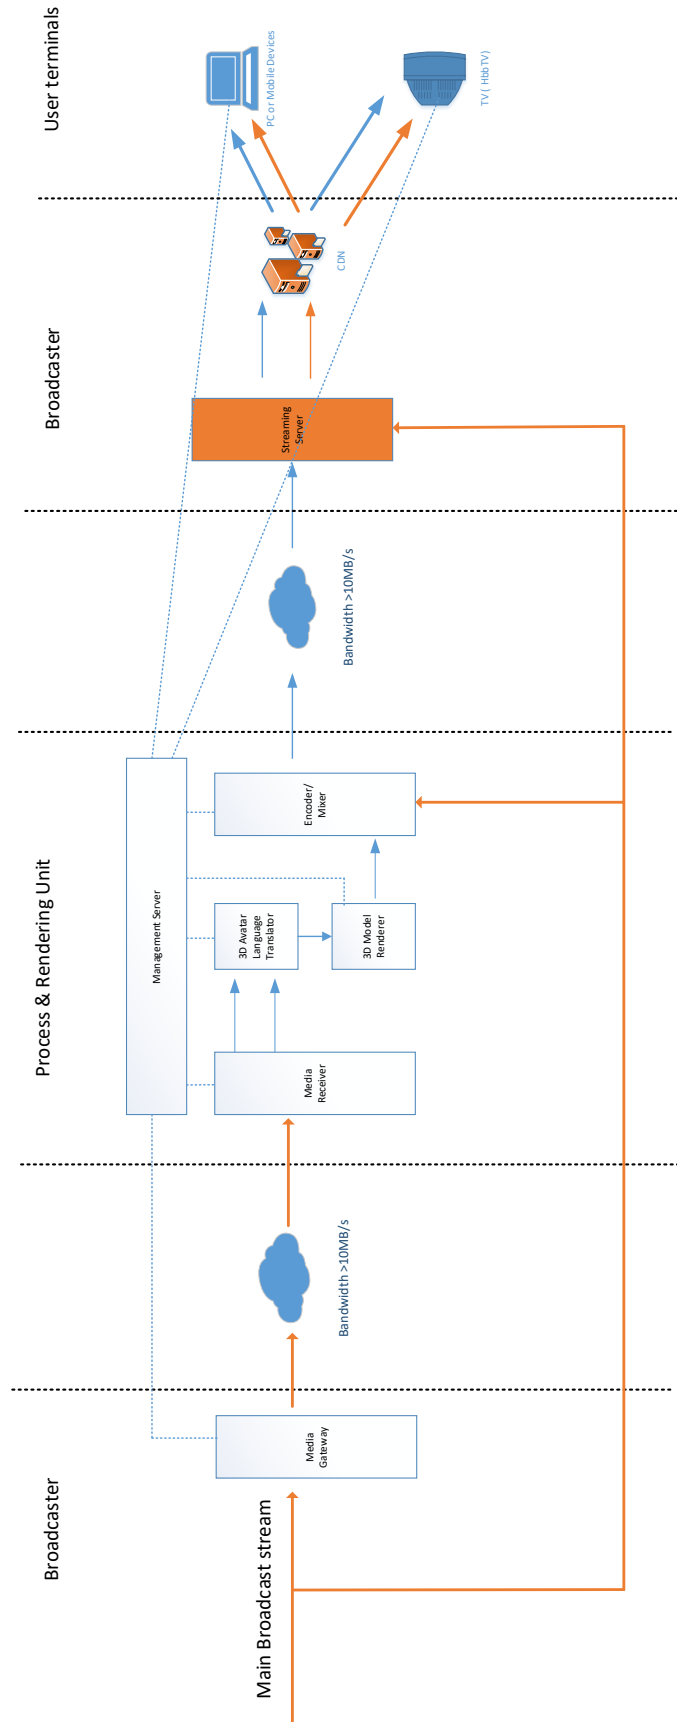 Broadcaster
Process & Rendering Unit
Broadcaster
User terminals
Main Broadcast stream
Media
Gateway
Bandwidth >10MB/s
Management Server
Media
Receiver
3D Avatar
Language
Translator
3D Model
Renderer
Encoder/
Mixer
Bandwidth >10MB/s
Streaming
Server
CDN
PC or Mobile Devices
TV ( HbbTV)